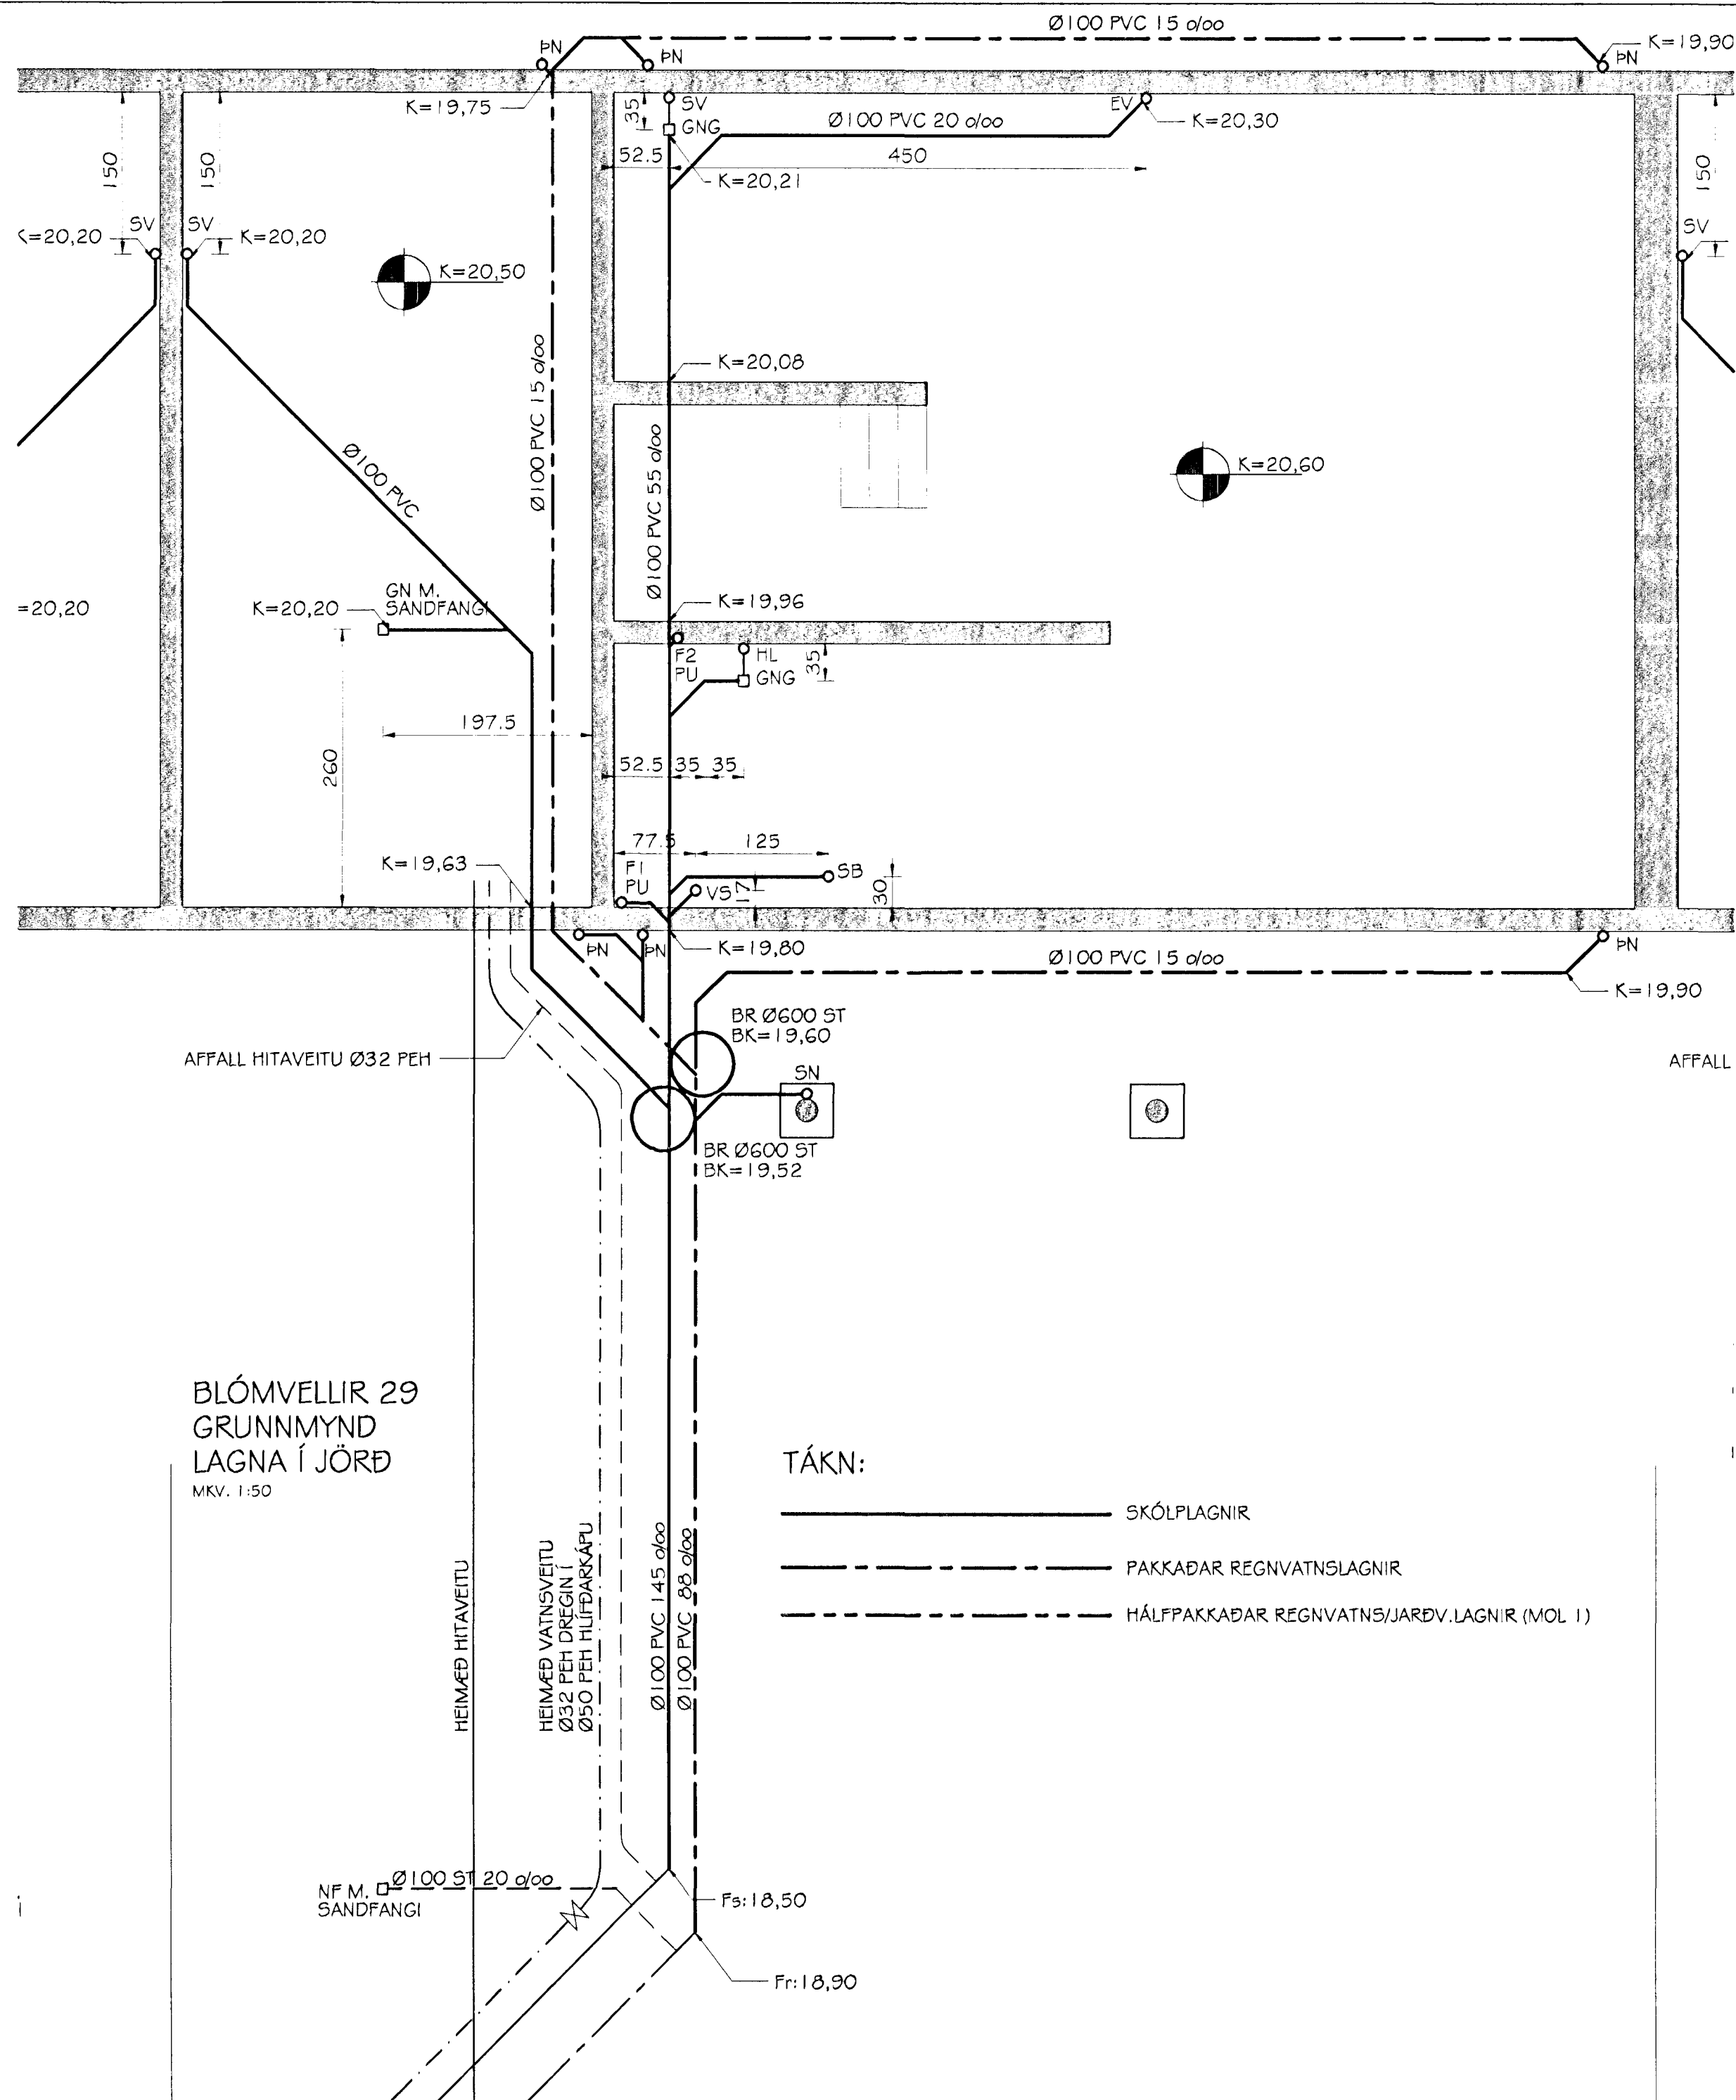 Ø100 PVC 15 o/oo
ÞN
ÞN
K=19,90
ÞN
K=19,75
35
SV
GNG
Ø100 PVC 20 o/oo
EV
K=20,30
52.5
450
K=20,21
150
150
150
K=20,20
SV
SV
K=20,20
SV
K=20,50
Ø100 PVC 15 o/oo
K=20,08
Ø100 PVC
Ø100 PVC 55 o/oo
K=20,60
=20,20
K=20,20
GN M.
SANDFANGI
K=19,96
F2
PU
HL
GNG
35
197.5
260
52.5
35
35
77.5
125
K=19,63
F1
PU
VS
17
SB
30
ÞN
ÞN
K=19,80
Ø100 PVC 15 o/oo
ÞN
K=19,90
BR Ø600 ST
BK=19,60
AFFALL HITAVEITU Ø32 PEH
AFFALL
SN
BR Ø600 ST
BK=19,52
BLÓMVELLIR 29
GRUNNMYND
LAGNA Í JÖRÐ
MKV. 1:50
TÁKN:
SKÓLPLAGNIR
PAKKAÐAR REGNVATNSLAGNIR
HÁLFPAKKAÐAR REGNVATNS/JARÐV.LAGNIR (MOL 1)
HEIMÆÐ HITAVEITU
HEIMÆÐ VATNSVEITU
Ø32 PEH DREGIN Í
Ø50 PEH HLÍFÐARKÁPU
Ø100 PVC 145 o/oo
Ø100 PVC 88 o/oo
NF M.
SANDFANGI
Ø100 ST 20 o/oo
Fs:18,50
Fr:18,90